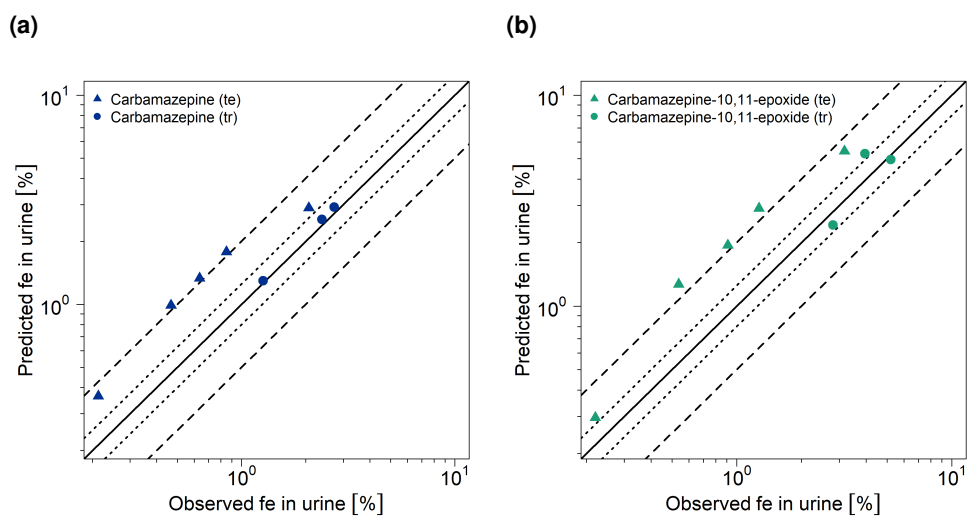 (a)
Carbamazepine (te)
Carbamazepine (tr)
Predicted fe in urine [%]
10¹
10⁰
10⁰
10¹
Observed fe in urine [%]
(b)
Carbamazepine-10,11-epoxide (te)
Carbamazepine-10,11-epoxide (tr)
Predicted fe in urine [%]
10¹
10⁰
10⁰
10¹
Observed fe in urine [%]